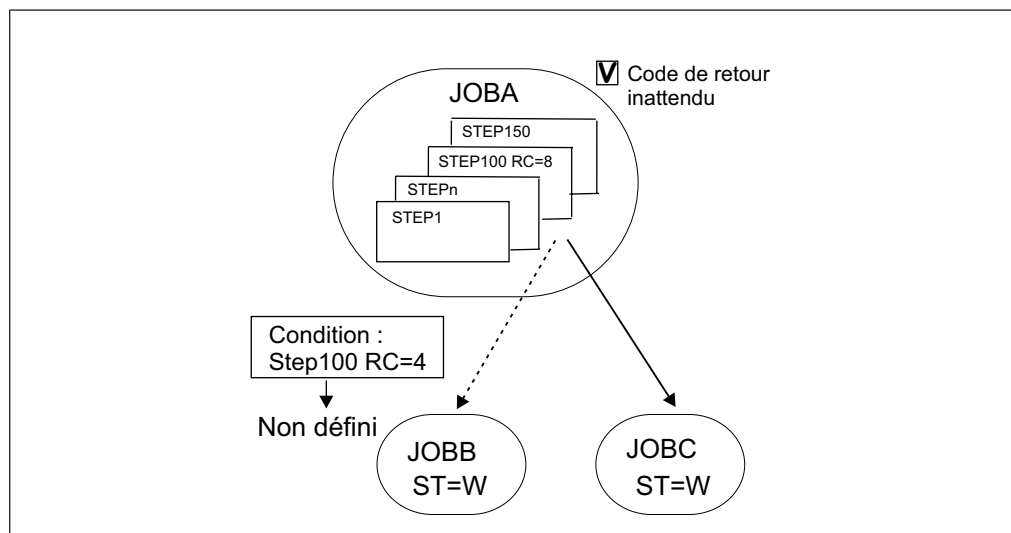 V Code de retour
inattendu
JOBA
STEP150
STEP100 RC=8
STEPn
STEP1
Condition :
Step100 RC=4
Non défini
JOBB
ST=W
JOBC
ST=W